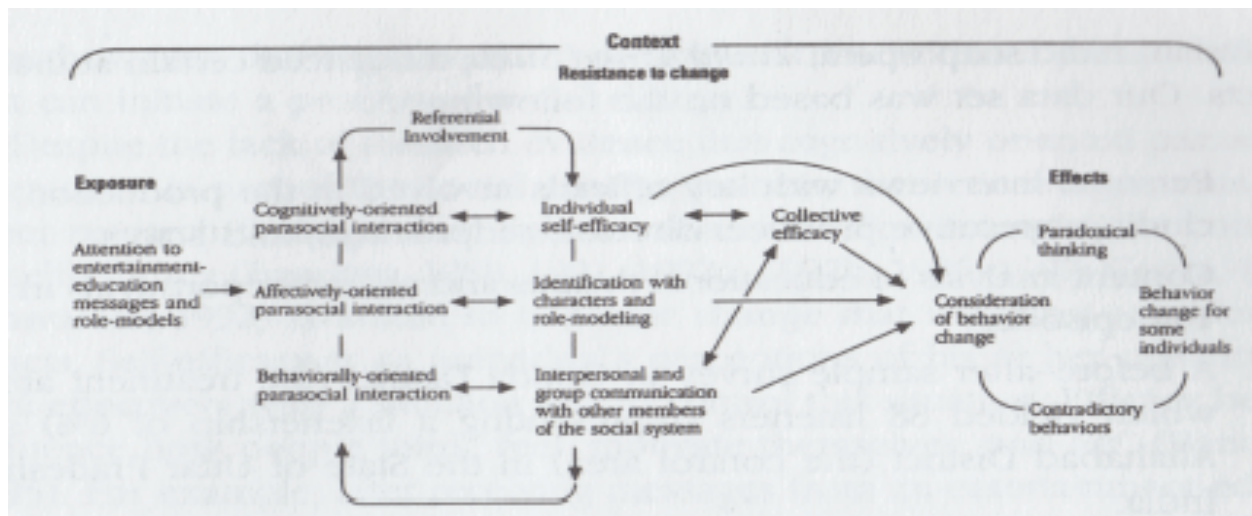 Context
Resistance to change
Referential
Involvement
Exposure
Effects
Cognitively-oriented
parasocial interaction
Individual
self-efficacy
Collective
efficacy
Paradoxical
thinking
Attention to
entertainment-
education
messages and
role-models
Affectively-oriented
parasocial interaction
Identification with
characters and
role-modeling
Consideration
of behavior
change
Behavior
change for
some
individuals
Behaviorally-oriented
parasocial interaction
Interpersonal and
group communication
with other members
of the social system
Contradictory
behaviors